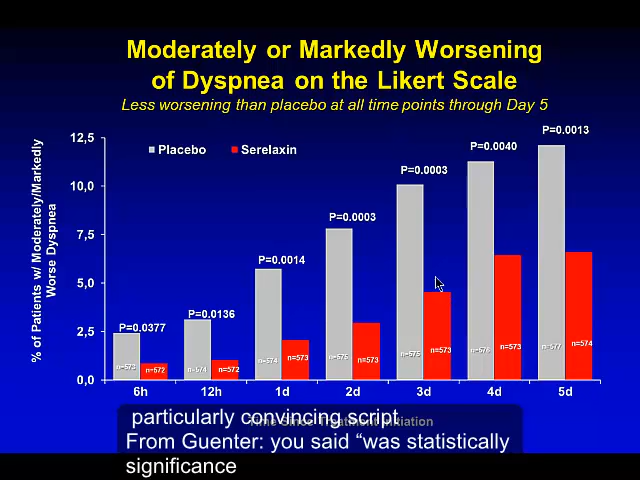 Moderately or Markedly Worsening
of Dyspnea on the Likert Scale
Less worsening than placebo at all time points through Day 5
% of Patients w/ Moderately/Markedly
Worse Dyspnea
12,5
10,0
7,5
5,0
2,5
0,0
Placebo
Serelaxin
P=0.0377
P=0.0136
P=0.0014
P=0.0003
P=0.0003
P=0.0040
P=0.0013
n=573 n=572
n=574 n=572
n=574 n=573
n=575 n=573
n=575 n=573
n=576 n=573
n=577 n=574
6h 12h 1d 2d 3d 4d 5d
Time Since Treatment Initiation
particularly convincing script
From Guenter: you said “was statistically
significance